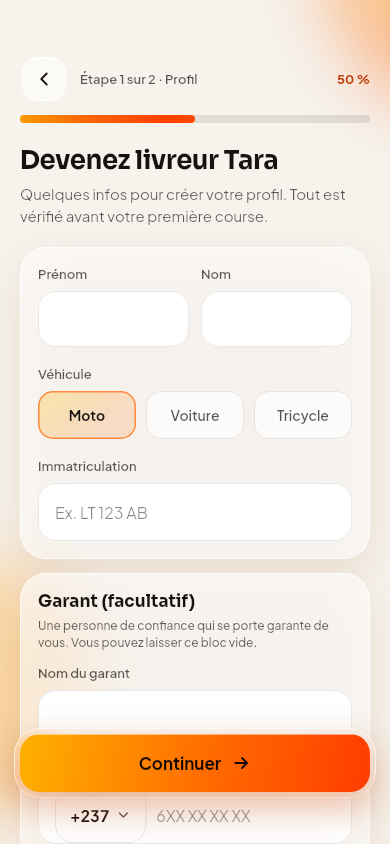 Étape 1 sur 2 · Profil
50 %
Devenez livreur Tara
Quelques infos pour créer votre profil. Tout est
vérifié avant votre première course.
Prénom
Nom
Véhicule
Moto
Voiture
Tricycle
Immatriculation
Ex. LT 123 AB
Garant (facultatif)
Une personne de confiance qui se porte garante de
vous. Vous pouvez laisser ce bloc vide.
Nom du garant
Continuer
+237
6XX XX XX XX